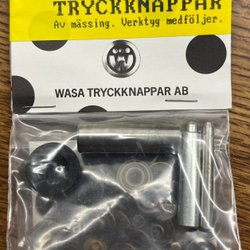 TRYCKKNAPPAR
Av mässing. Verktyg medföljer.
WASA TRYCKKNAPPAR AB